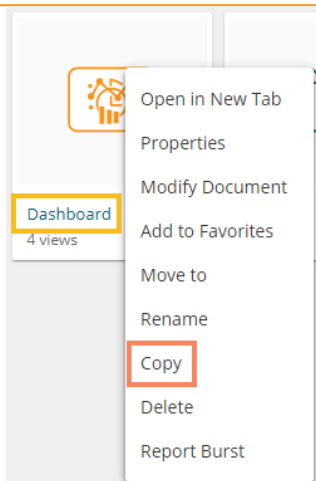 Open in New Tab
Properties
Modify Document
Dashboard
4 views
Add to Favorites
Move to
Rename
Copy
Delete
Report Burst